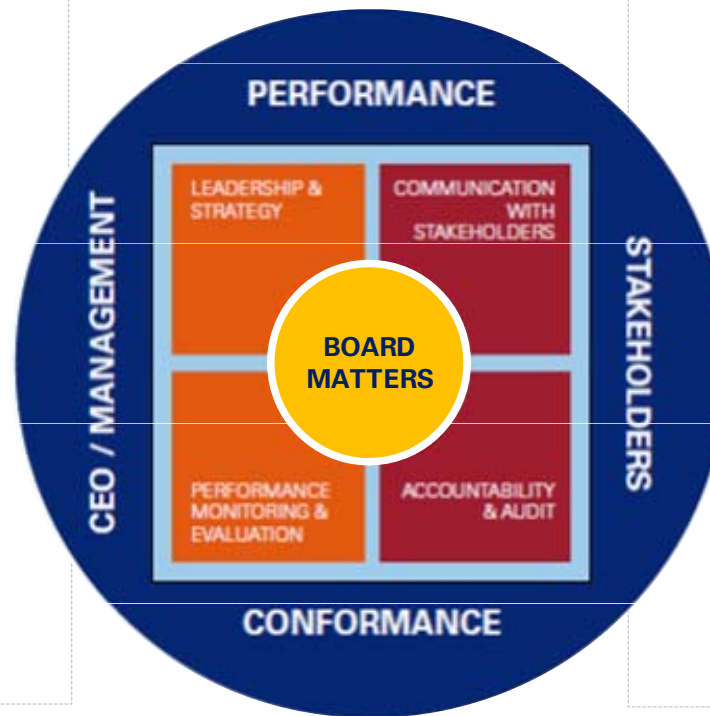 PERFORMANCE
LEADERSHIP &
STRATEGY
COMMUNICATION
WITH
STAKEHOLDERS
CEO / MANAGEMENT
BOARD
MATTERS
STAKEHOLDERS
PERFORMANCE
MONITORING &
EVALUATION
ACCOUNTABILITY
& AUDIT
CONFORMANCE